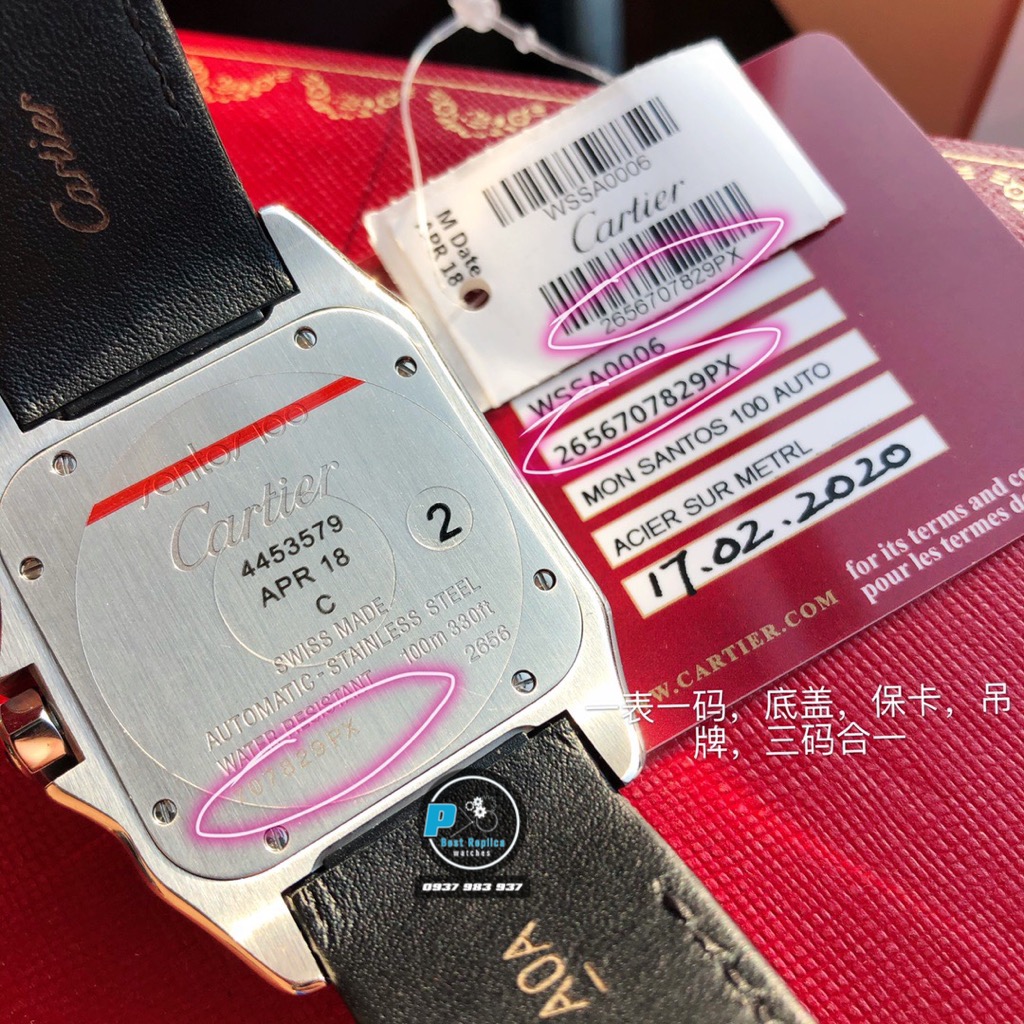 Cartier
WSSA0006
Cartier
2656707829PX
M Date
APR 18
WSSA0006
2656707829PX
MON SANTOS 100 AUTO
ACIER SUR METRL
17.02.2020
for its terms and co
pour les termes de
W.CARTIER.COM
santos 100
Cartier
4453579
APR 18
C
2
SWISS MADE
AUTOMATIC - STAINLESS STEEL
WATER RESISTANT 100m 330ft
2656
07829PX
一表一码，底盖，保卡，吊
牌，三码合一
P
Best Replica
watches
0937 983 937
AOA